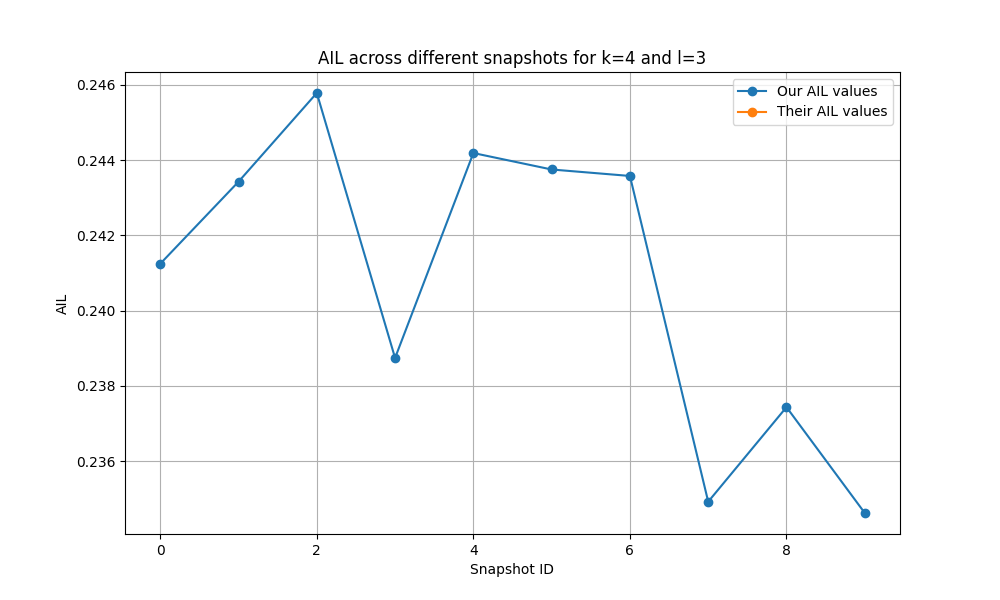 AIL across different snapshots for k=4 and l=3
Our AIL values
Their AIL values
0.246
0.244
0.242
0.240
0.238
0.236
AIL
0 2 4 6 8
Snapshot ID